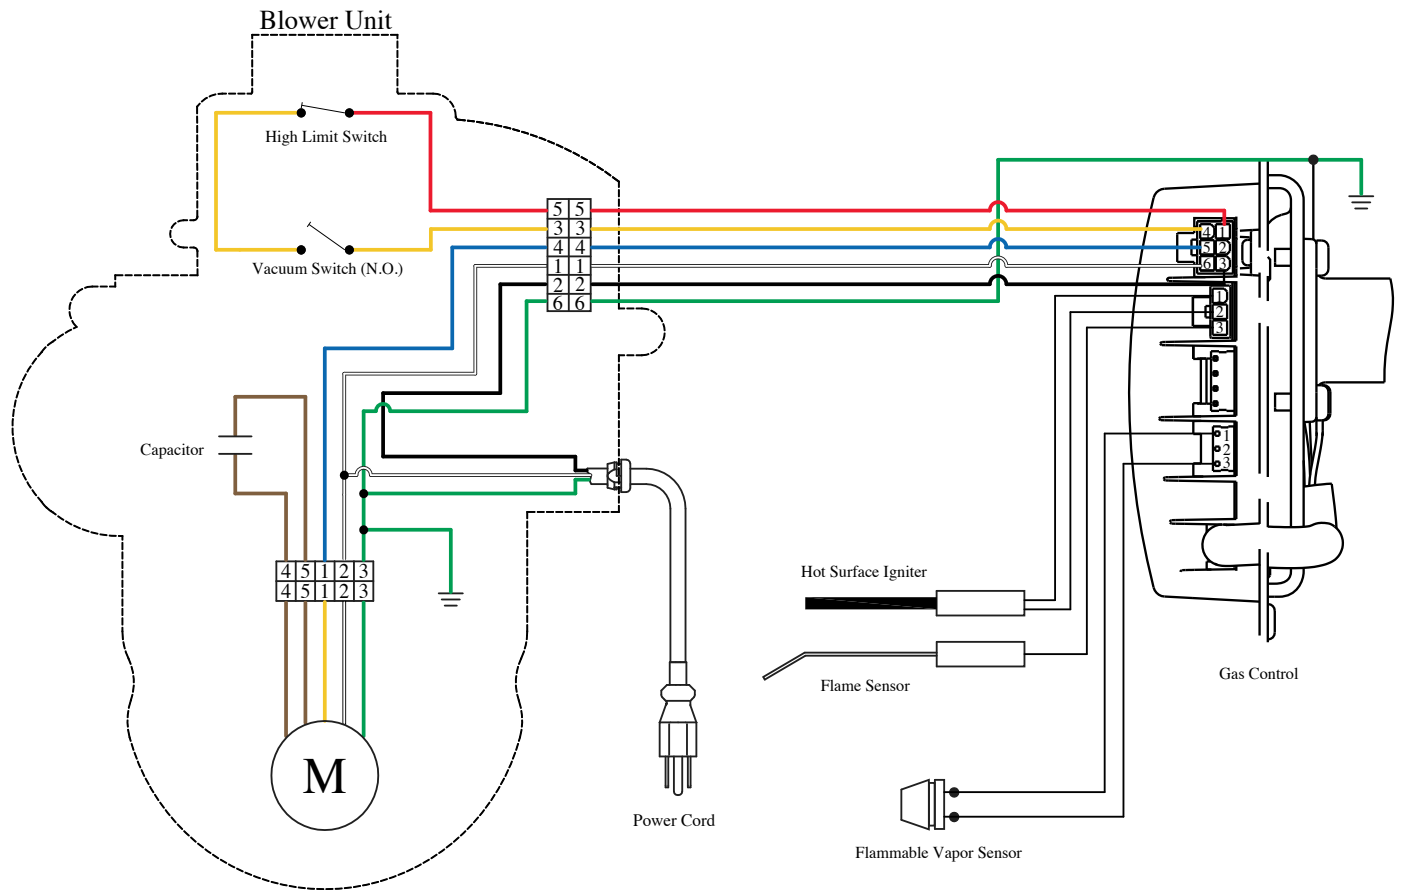 Blower Unit
High Limit Switch
Vacuum Switch (N.O.)
5 5
3 3
4 4
1 1
2 2
6 6
4 1
5 2
6 3
1
2
3
1
2
3
Capacitor
4 5 1 2 3
4 5 1 2 3
M
Hot Surface Igniter
Flame Sensor
Gas Control
Power Cord
Flammable Vapor Sensor